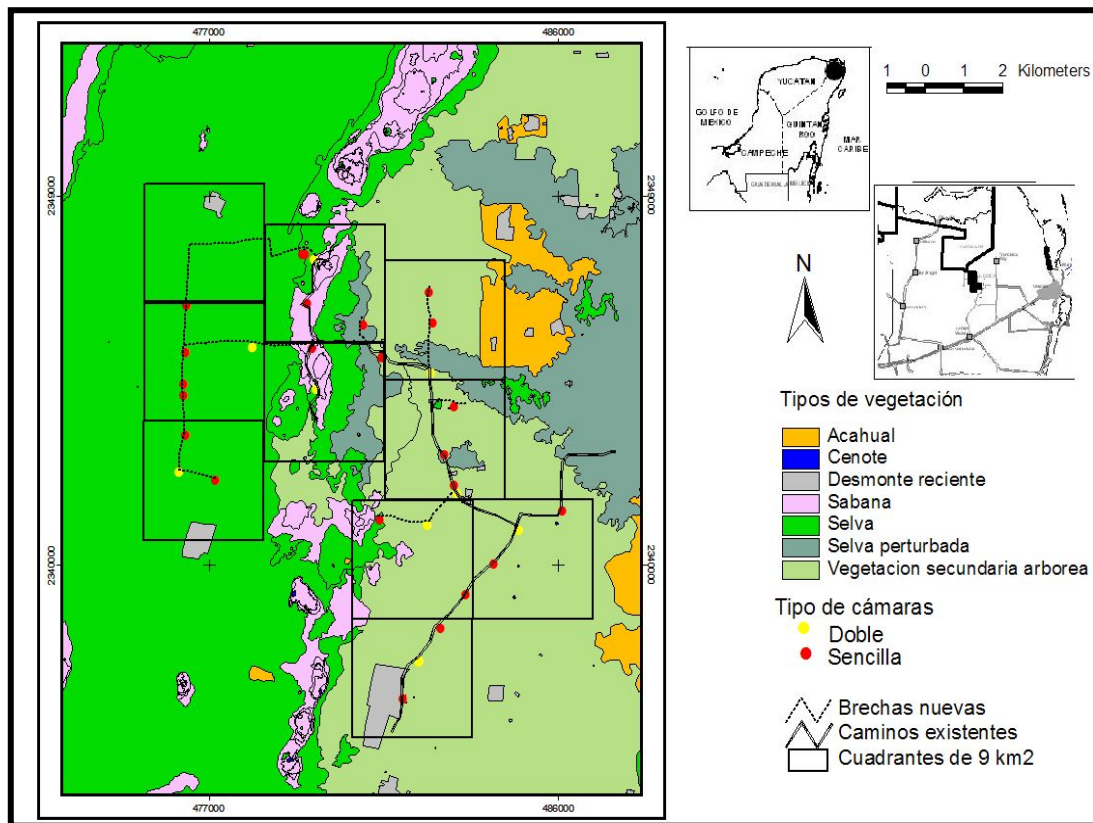 477000
486000
2349000
2349000
2340000
2340000
477000
486000
YUCATAN
GOLFO DE
MEXICO
QUINTAN
ROO
MAR
CARIBE
CAMPECHE
1 0 1 2 Kilometers
N
Tipos de vegetación
Acahual
Cenote
Desmonte reciente
Sabana
Selva
Selva perturbada
Vegetacion secundaria arborea
Tipo de cámaras
Doble
Sencilla
Brechas nuevas
Caminos existentes
Cuadrantes de 9 km2